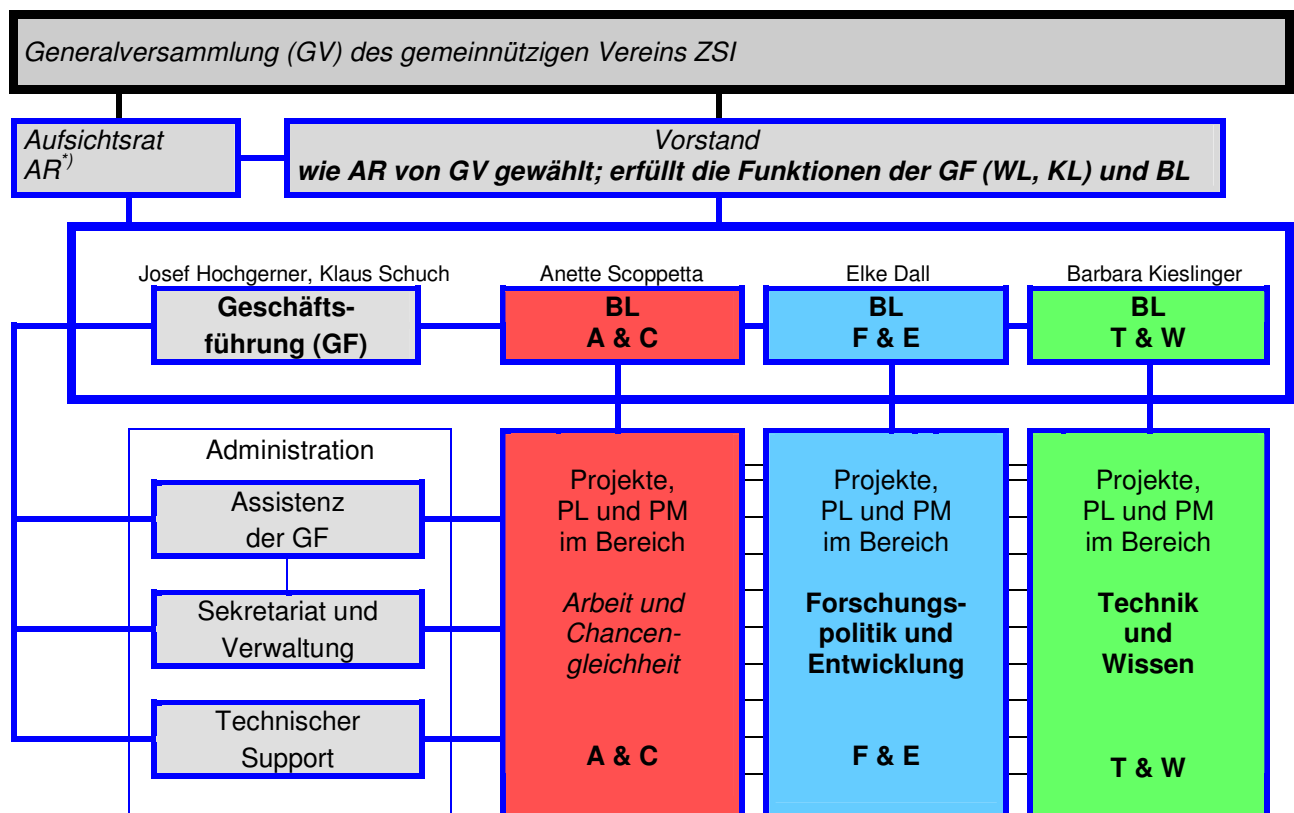 Generalversammlung (GV) des gemeinnützigen Vereins ZSI
Aufsichtsrat
AR*)
Vorstand
wie AR von GV gewählt; erfüllt die Funktionen der GF (WL, KL) und BL
Josef Hochgerner, Klaus Schuch
Geschäfts-
führung (GF)
Anette Scoppetta
BL
A & C
Elke Dall
BL
F & E
Barbara Kieslinger
BL
T & W
Administration
Assistenz
der GF
Sekretariat und
Verwaltung
Technischer
Support
Projekte,
PL und PM
im Bereich
Arbeit und
Chancen-
gleichheit
A & C
Projekte,
PL und PM
im Bereich
Forschungs-
politik und
Entwicklung
F & E
Projekte,
PL und PM
im Bereich
Technik
und
Wissen
T & W